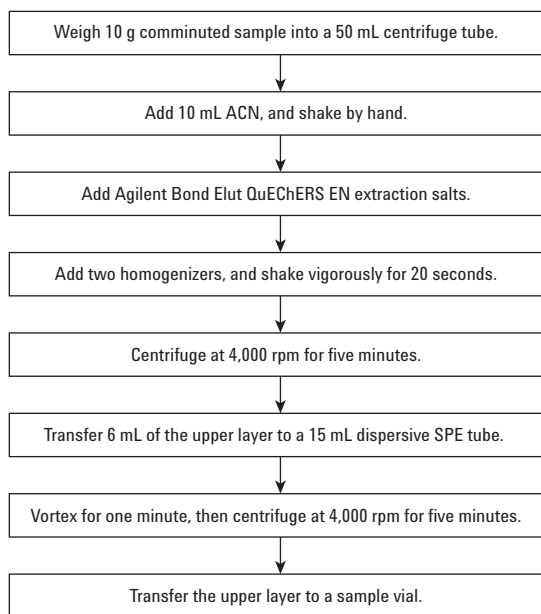 Weigh 10 g comminuted sample into a 50 mL centrifuge tube.
Add 10 mL ACN, and shake by hand.
Add Agilent Bond Elut QuEChERS EN extraction salts.
Add two homogenizers, and shake vigorously for 20 seconds.
Centrifuge at 4,000 rpm for five minutes.
Transfer 6 mL of the upper layer to a 15 mL dispersive SPE tube.
Vortex for one minute, then centrifuge at 4,000 rpm for five minutes.
Transfer the upper layer to a sample vial.